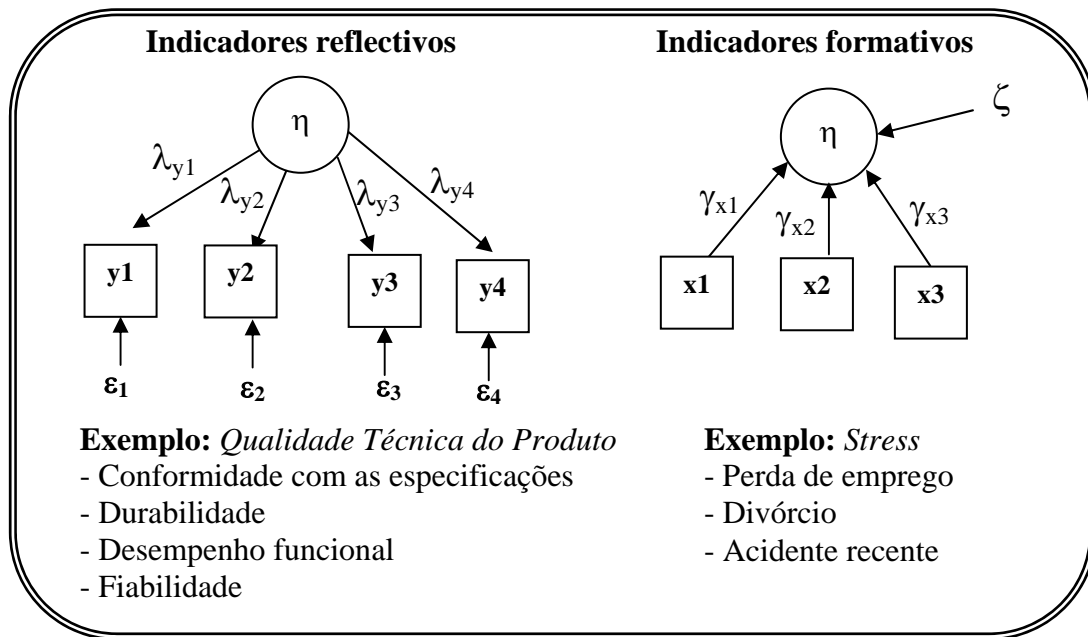 Indicadores reflectivos
η
λy1
λy2
λy3
λy4
y1
y2
y3
y4
ε1
ε2
ε3
ε4
Exemplo: Qualidade Técnica do Produto
- Conformidade com as especificações
- Durabilidade
- Desempenho funcional
- Fiabilidade
Indicadores formativos
ζ
η
γx1
γx2
γx3
x1
x2
x3
Exemplo: Stress
- Perda de emprego
- Divórcio
- Acidente recente